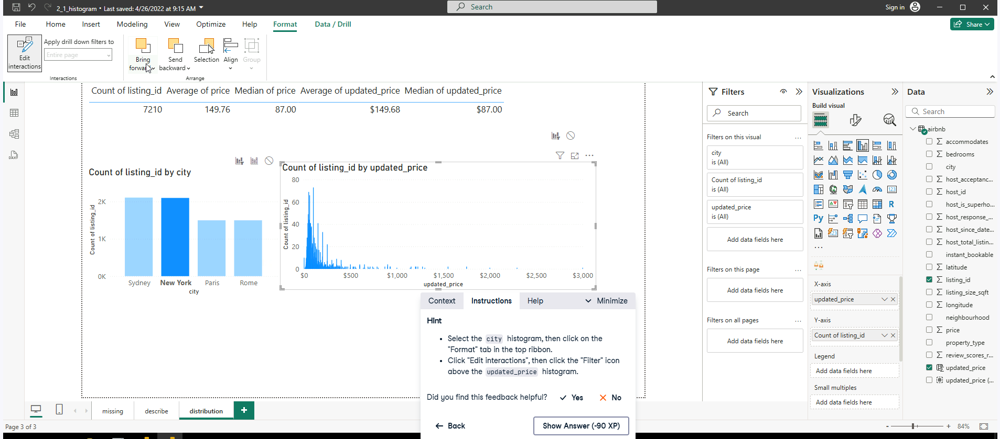 2_1_histogram • Last saved: 4/26/2022 at 9:15 AM
Search
Sign in
File Home Insert Modeling View Optimize Help Format Data / Drill
Share
Edit interactions
Apply drill down filters to
Entire page
Interactions
Bring forward
Send backward
Selection
Align
Group
Arrange
Count of listing_id Average of price Median of price Average of updated_price Median of updated_price
7210 149.76 87.00 $149.68 $87.00
Count of listing_id by city
Count of listing_id
2K
1K
0K
Sydney New York Paris Rome
city
Count of listing_id by updated_price
Count of listing_id
80
60
40
20
0
$0 $500 $1,000 $1,500 $2,000 $2,500 $3,000
updated_price
Context Instructions Help Minimize
Hint
• Select the city histogram, then click on the
"Format" tab in the top ribbon.
• Click "Edit interactions", then click the "Filter" icon
above the updated_price histogram.
Did you find this feedback helpful? Yes No
Back
Show Answer (-90 XP)
Filters
Search
Filters on this visual ...
city
is (All)
Count of listing_id
is (All)
updated_price
is (All)
Add data fields here
Filters on this page ...
Add data fields here
Filters on all pages ...
Add data fields here
Visualizations
Build visual
123
R
Py
123
...
X-axis
updated_price
Y-axis
Count of listing_id
Legend
Add data fields here
Small multiples
Add data fields here
Data
Search
airbnb
accommodates
bedrooms
city
host_acceptanc...
host_id
host_is_superho...
host_response_...
host_since_date...
host_total_listin...
instant_bookable
latitude
listing_id
listing_size_sqft
longitude
neighbourhood
price
property_type
review_scores_r...
updated_price
updated_price (...
DAX
missing describe distribution +
Page 3 of 3
- + 84%